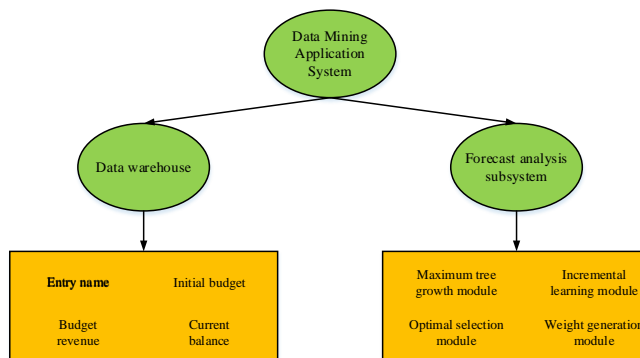 Data Mining
Application
System
Data warehouse
Forecast analysis
subsystem
Entry name
Initial budget
Budget
revenue
Current
balance
Maximum tree
growth module
Incremental
learning module
Optimal selection
module
Weight generation
module